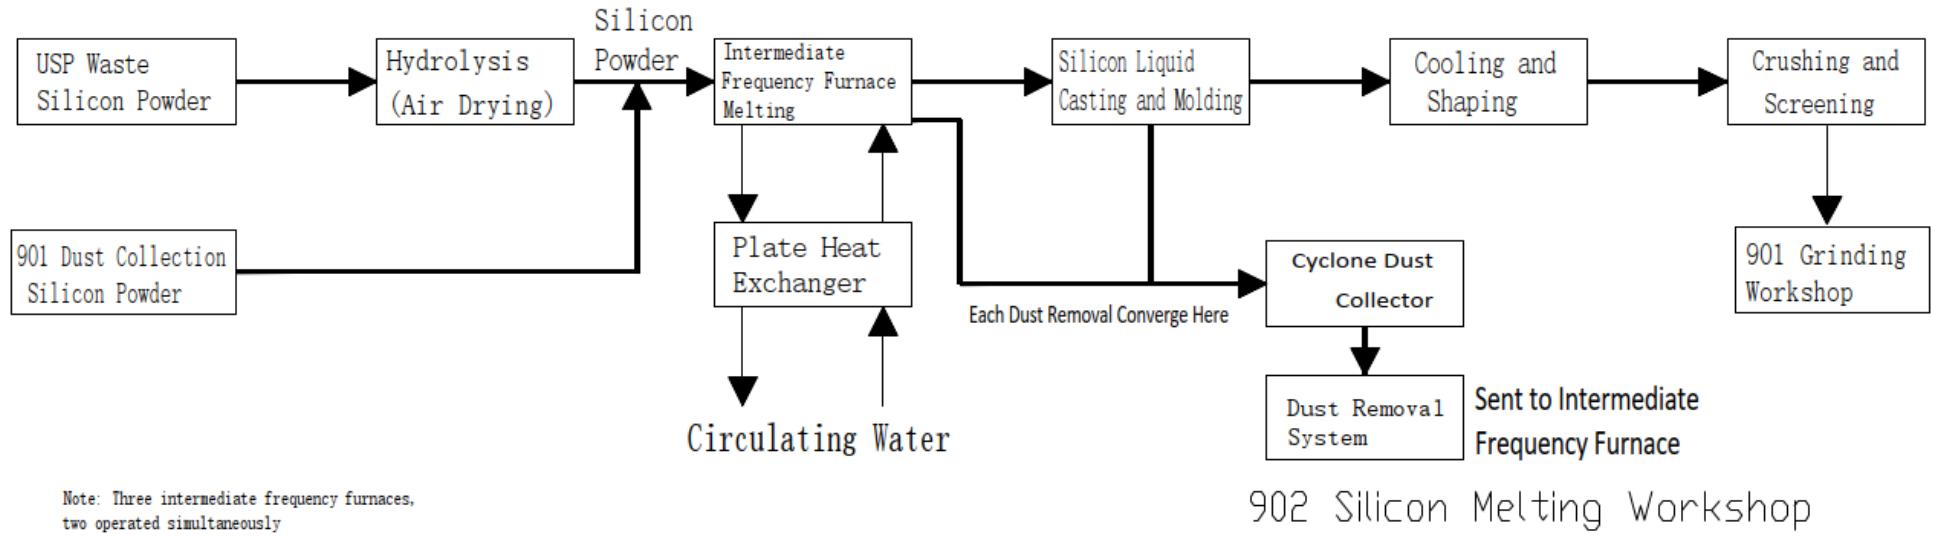 USP Waste
Silicon Powder
Hydrolysis
(Air Drying)
Silicon
Powder
Intermediate
Frequency Furnace
Melting
Silicon Liquid
Casting and Molding
Cooling and
Shaping
Crushing and
Screening
901 Dust Collection
Silicon Powder
Plate Heat
Exchanger
Cyclone Dust
Collector
901 Grinding
Workshop
Each Dust Removal Converge Here
Circulating Water
Dust Removal
System
Sent to Intermediate
Frequency Furnace
Note: Three intermediate frequency furnaces,
two operated simultaneously
902 Silicon Melting Workshop